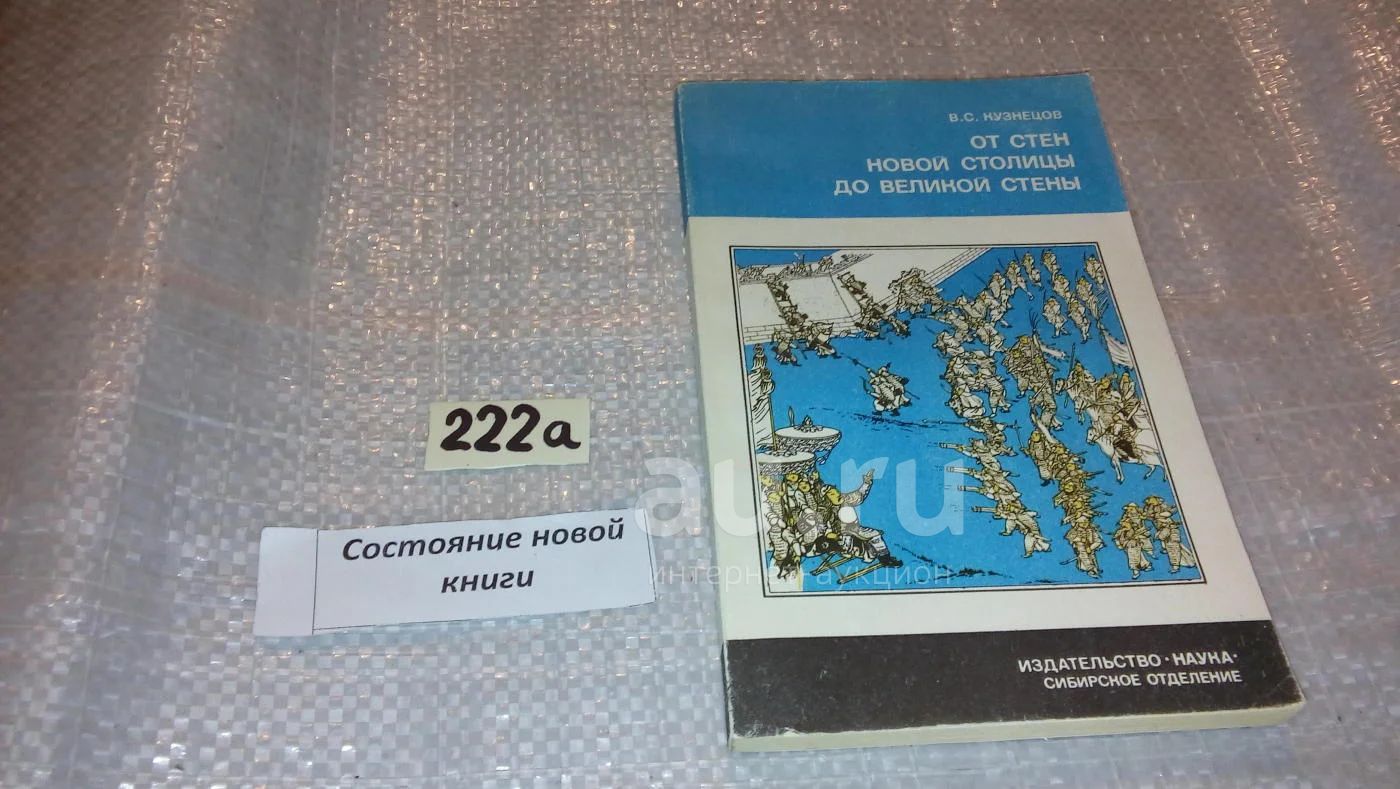 В.С. КУЗНЕЦОВ
ОТ СТЕН
НОВОЙ СТОЛИЦЫ
ДО ВЕЛИКОЙ СТЕНЫ
222а
Состояние новой
книги
au.ru
интернет-аукцион
ИЗДАТЕЛЬСТВО ·НАУКА·
СИБИРСКОЕ ОТДЕЛЕНИЕ